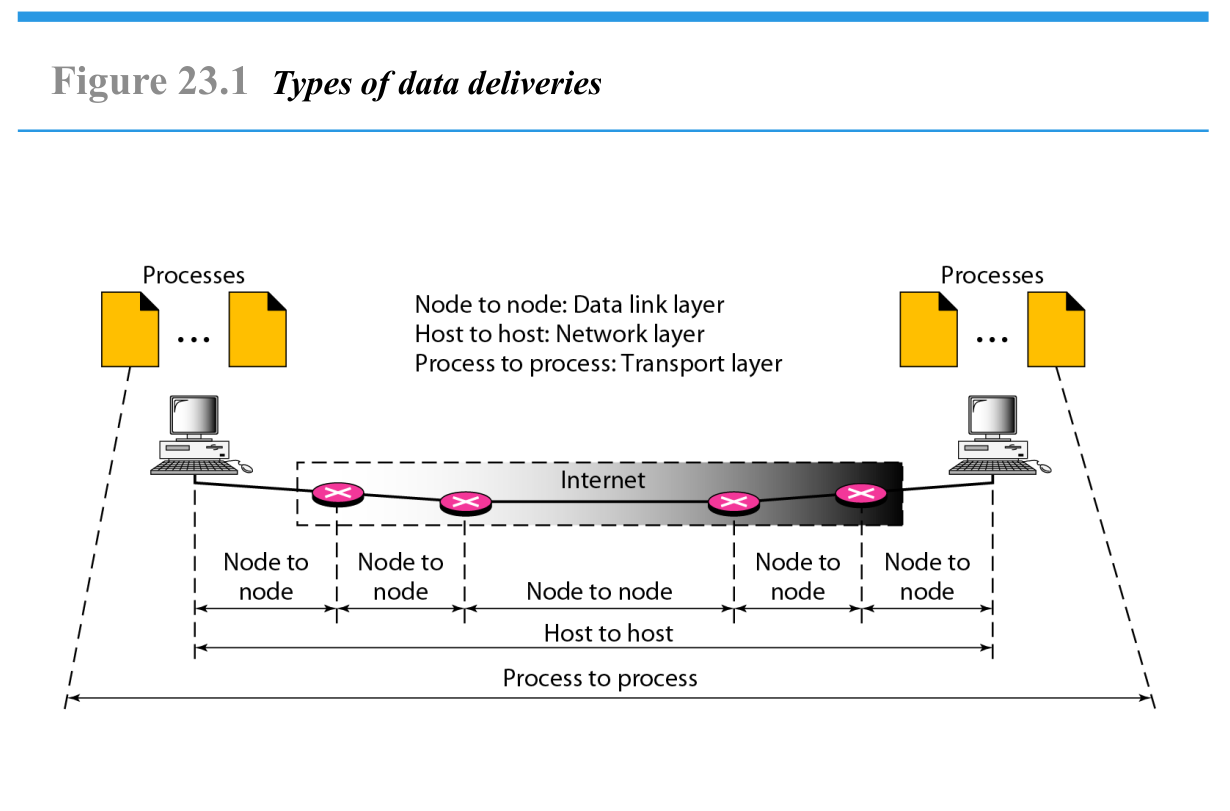 Figure 23.1 Types of data deliveries
Processes
Processes
...
...
Node to node: Data link layer
Host to host: Network layer
Process to process: Transport layer
Internet
Node to
node
Node to
node
Node to node
Node to
node
Node to
node
Host to host
Process to process